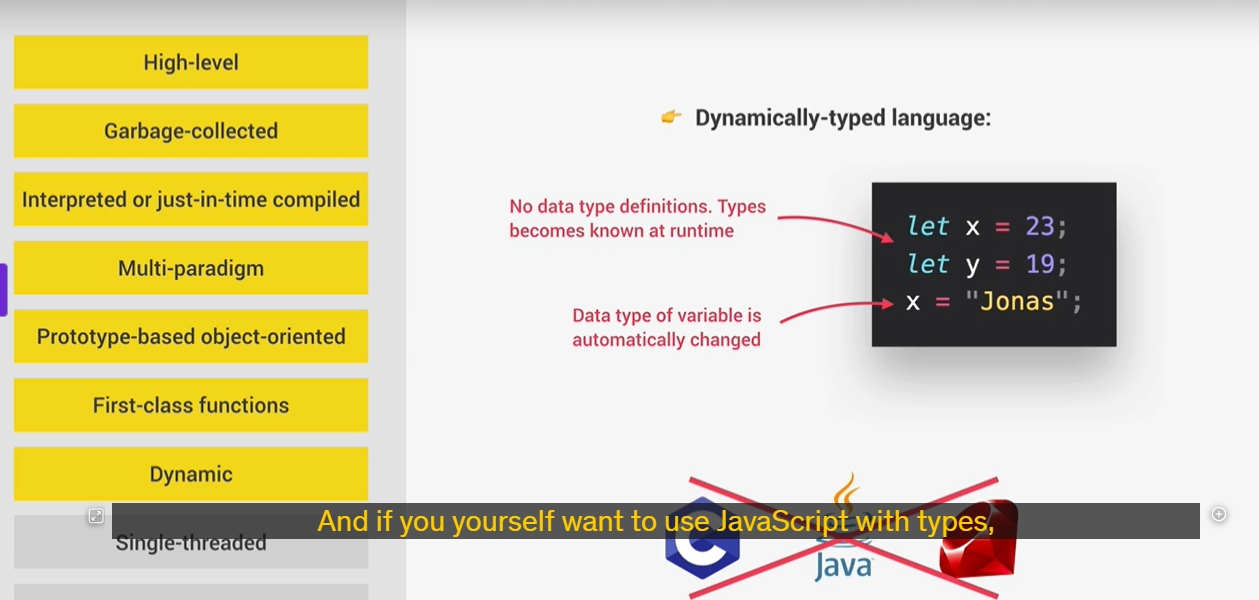 High-level
Garbage-collected
Interpreted or just-in-time compiled
Multi-paradigm
Prototype-based object-oriented
First-class functions
Dynamic
Single-threaded
👉 Dynamically-typed language:
No data type definitions. Types
becomes known at runtime
let x = 23;
let y = 19;
x = "Jonas";
Data type of variable is
automatically changed
And if you yourself want to use JavaScript with types,
C
Java